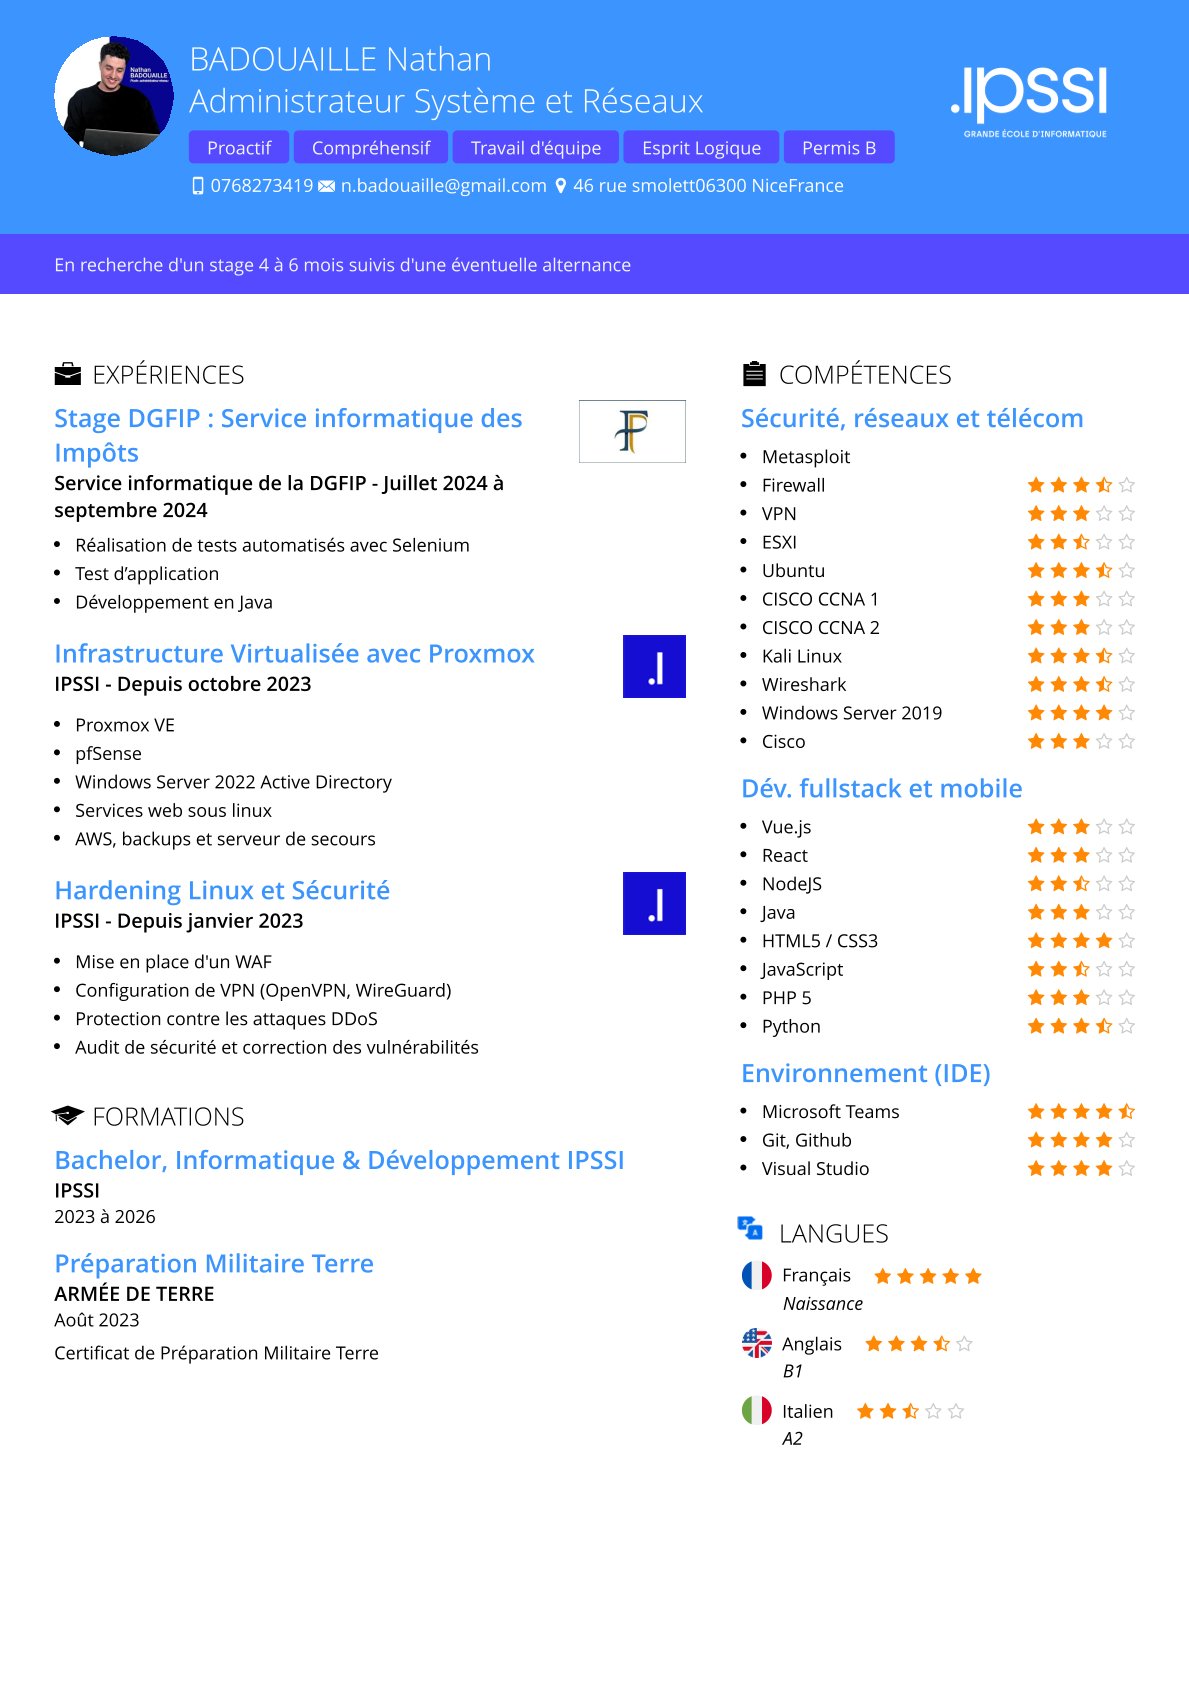 BADOUAILLE Nathan
Administrateur Système et Réseaux
Proactif Compréhensif Travail d'équipe Esprit Logique Permis B
0768273419 n.badouaille@gmail.com 46 rue smolett06300 NiceFrance
Nathan
BADOUAILLE
.IPSSI
GRANDE ÉCOLE D'INFORMATIQUE
En recherche d'un stage 4 à 6 mois suivis d'une éventuelle alternance
EXPÉRIENCES
Stage DGFIP : Service informatique des
Impôts
Service informatique de la DGFIP - Juillet 2024 à
septembre 2024
• Réalisation de tests automatisés avec Selenium
• Test d’application
• Développement en Java
Infrastructure Virtualisée avec Proxmox
IPSSI - Depuis octobre 2023
• Proxmox VE
• pfSense
• Windows Server 2022 Active Directory
• Services web sous linux
• AWS, backups et serveur de secours
Hardening Linux et Sécurité
IPSSI - Depuis janvier 2023
• Mise en place d'un WAF
• Configuration de VPN (OpenVPN, WireGuard)
• Protection contre les attaques DDoS
• Audit de sécurité et correction des vulnérabilités
FORMATIONS
Bachelor, Informatique & Développement IPSSI
IPSSI
2023 à 2026
Préparation Militaire Terre
ARMÉE DE TERRE
Août 2023
Certificat de Préparation Militaire Terre
COMPÉTENCES
Sécurité, réseaux et télécom
• Metasploit
• Firewall
• VPN
• ESXI
• Ubuntu
• CISCO CCNA 1
• CISCO CCNA 2
• Kali Linux
• Wireshark
• Windows Server 2019
• Cisco
Dév. fullstack et mobile
• Vue.js
• React
• NodeJS
• Java
• HTML5 / CSS3
• JavaScript
• PHP 5
• Python
Environnement (IDE)
• Microsoft Teams
• Git, Github
• Visual Studio
LANGUES
Français
Naissance
Anglais
B1
Italien
A2